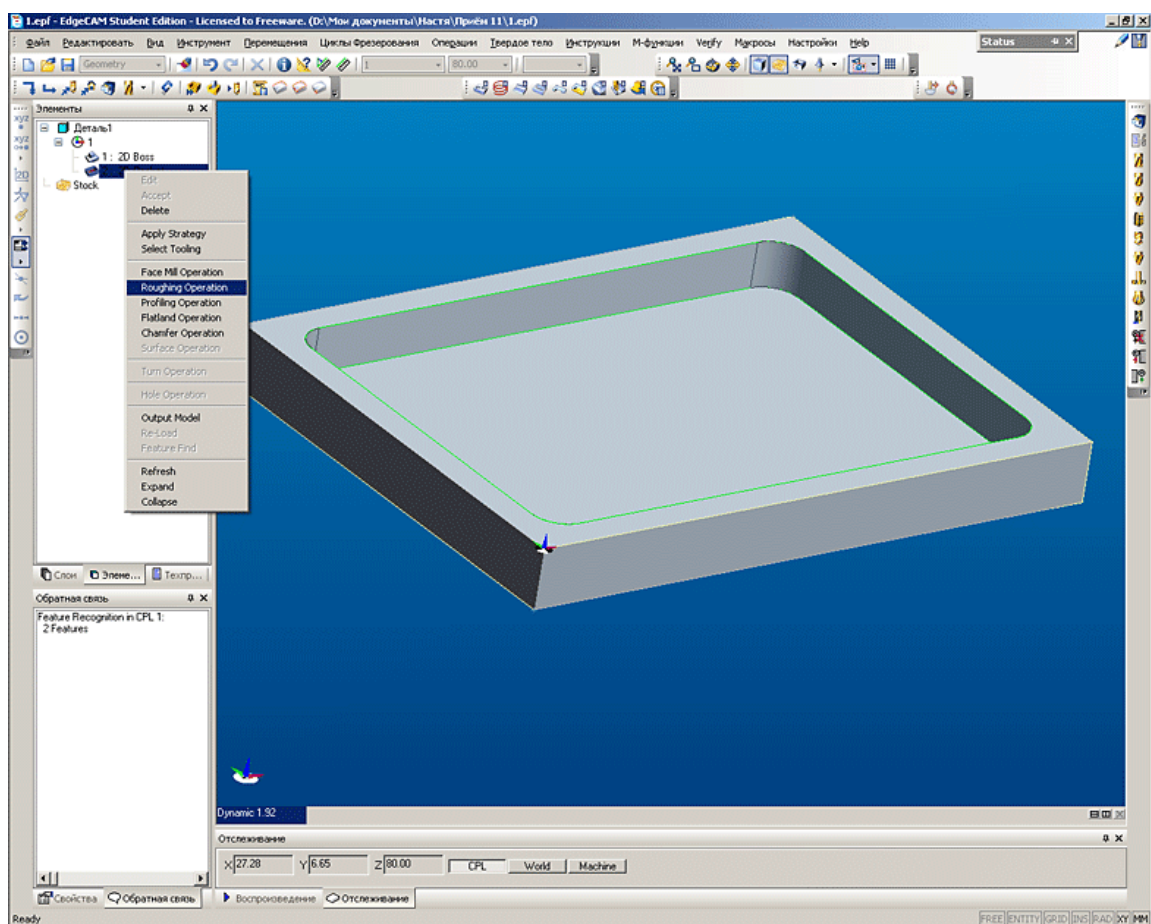 1.epf - EdgeCAM Student Edition - Licensed to Freeware. (D:\Мои документы\Настя\Приём 11\1.epf)
Файл Редактировать Вид Инструмент Перемещения Циклы Фрезерования Операции Твердое тело Инструкции М-функции Verify Макросы Настройки Help
Status
Geometry 1 80.00
Элементы
Деталь1
1
1 : 2D Boss
Stock
Edit
Accept
Delete
Apply Strategy
Select Tooling
Face Mill Operation
Roughing Operation
Profiling Operation
Flatland Operation
Chamfer Operation
Surface Operation
Turn Operation
Hole Operation
Output Model
Re-Load
Feature Find
Refresh
Expand
Collapse
Слои Элеме... Техпр...
Обратная связь
Feature Recognition in CPL 1:
2 Features
Dynamic 1.92
Отслеживание
X 27.28 Y 6.65 Z 80.00 CPL World Machine
Свойства Обратная связь Воспроизведение Отслеживание
Ready FREE ENTITY GRID INS RAD XY MM